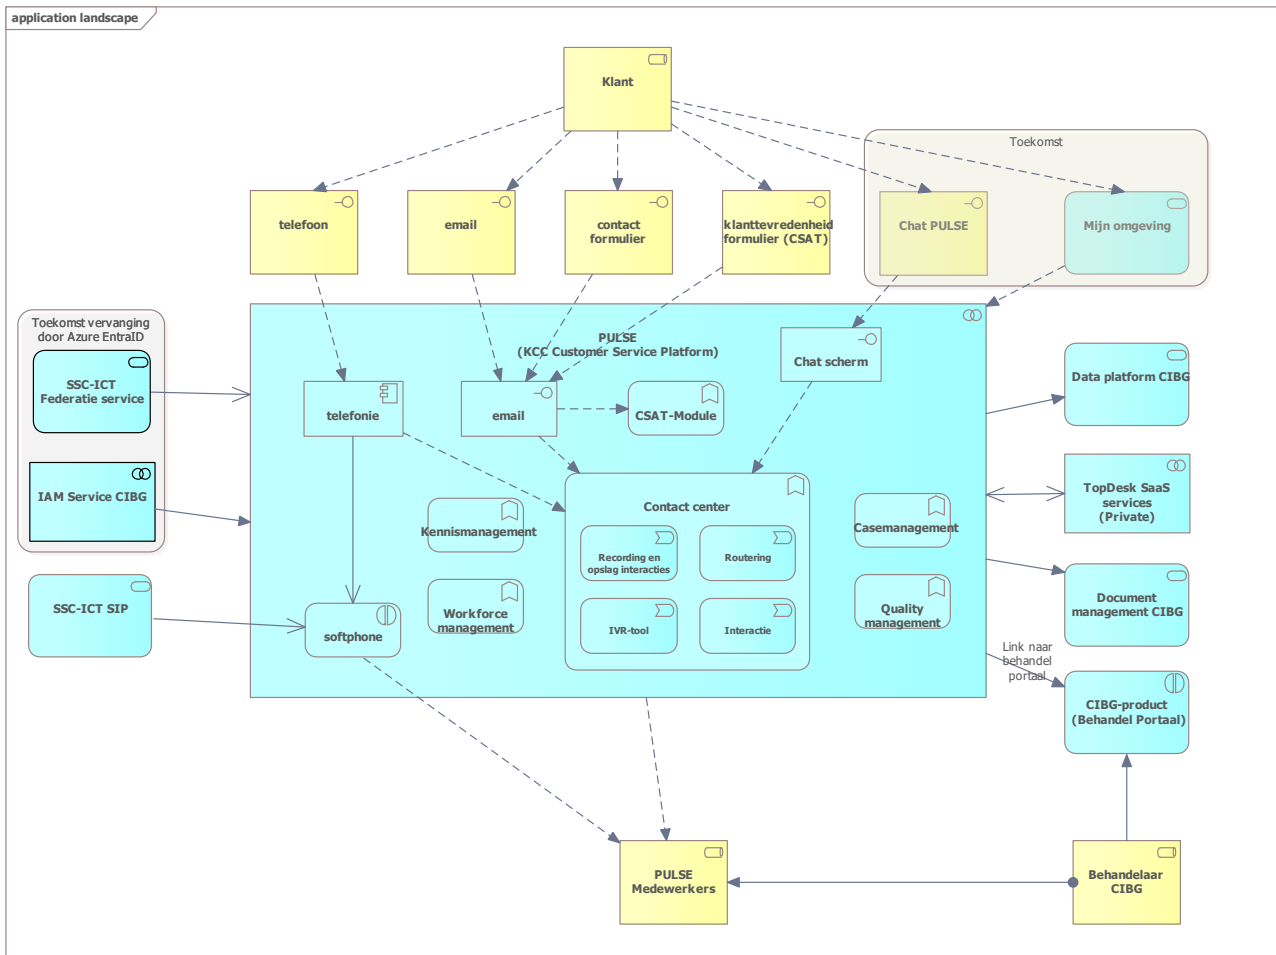 application landscape
Klant
Toekomst
telefoon
email
contact
formulier
klanttevredenheid
formulier (CSAT)
Chat PULSE
Mijn omgeving
Toekomst vervanging
door Azure EntraID
SSC-ICT
Federatie service
IAM Service CIBG
SSC-ICT SIP
PULSE
(KCC Customer Service Platform)
Chat scherm
telefonie
email
CSAT-Module
Contact center
Kennismanagement
Casemanagement
Recording en
opslag interacties
Routering
Workforce
management
IVR-tool
Interactie
Quality
management
softphone
Data platform CIBG
TopDesk SaaS
services
(Private)
Document
management CIBG
Link naar
behandel
portaal
CIBG-product
(Behandel Portaal)
PULSE
Medewerkers
Behandelaar
CIBG